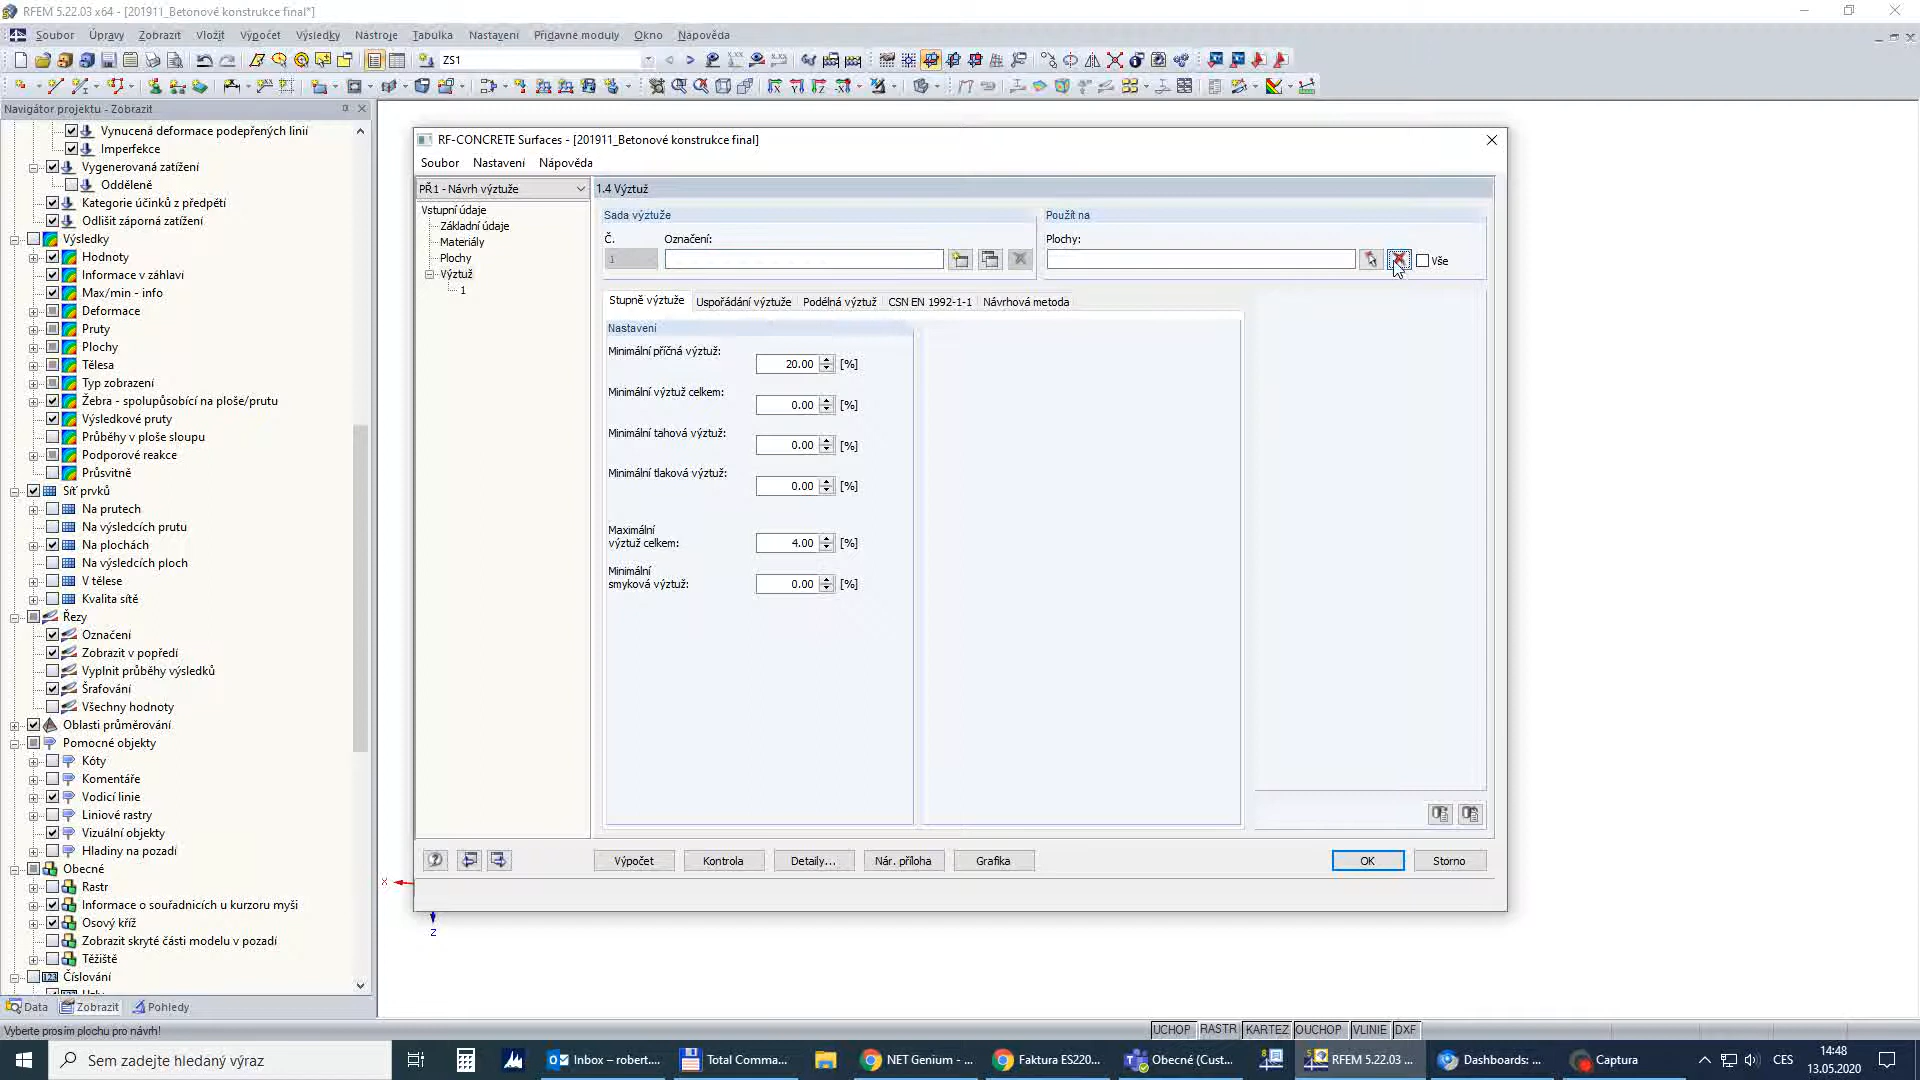 RFEM 5.22.03 x64 - [201911_Betonové konstrukce final*]
Soubor Úpravy Zobrazit Vložit Výpočet Výsledky Nástroje Tabulka Nastavení Přídavné moduly Okno Nápověda
ZS1
Navigátor projektu - Zobrazit
Vynucená deformace podepřených linií
Imperfekce
Vygenerovaná zatížení
Odděleně
Kategorie účinků z předpětí
Odlišit záporná zatížení
Výsledky
Hodnoty
Informace v záhlaví
Max/min - info
Deformace
Pruty
Plochy
Tělesa
Typ zobrazení
Žebra - spolupůsobící na ploše/prutu
Výsledkové pruty
Průběhy v ploše sloupu
Podporové reakce
Průsvitně
Síť prvků
Na prutech
Na výsledcích prutu
Na plochách
Na výsledcích ploch
V tělese
Kvalita sítě
Řezy
Označení
Zobrazit v popředí
Vyplnit průběhy výsledků
Šrafování
Všechny hodnoty
Oblasti průměrování
Pomocné objekty
Kóty
Komentáře
Vodicí linie
Liniové rastry
Vizuální objekty
Hladiny na pozadí
Obecné
Rastr
Informace o souřadnicích u kurzoru myši
Osový kříž
Zobrazit skryté části modelu v pozadí
Těžiště
Číslování
Data Zobrazit Pohledy
Vyberte prosím plochu pro návrh!
RF-CONCRETE Surfaces - [201911_Betonové konstrukce final]
Soubor Nastavení Nápověda
PŘ1 - Návrh výztuže
Vstupní údaje
Základní údaje
Materiály
Plochy
Výztuž
1
1.4 Výztuž
Sada výztuže
Č. Označení:
1
Použít na
Plochy:
Vše
Stupně výztuže Uspořádání výztuže Podélná výztuž CSN EN 1992-1-1 Návrhová metoda
Nastavení
Minimální příčná výztuž:
20.00 [%]
Minimální výztuž celkem:
0.00 [%]
Minimální tahová výztuž:
0.00 [%]
Minimální tlaková výztuž:
0.00 [%]
Maximální
výztuž celkem: 4.00 [%]
Minimální
smyková výztuž: 0.00 [%]
Výpočet Kontrola Detaily... Nár. příloha Grafika OK Storno
X
Z
UCHOP RASTR KARTEZ OUCHOP VLINIE DXF
Sem zadejte hledaný výraz
Inbox – robert.... Total Comma... NET Genium - ... Faktura ES220... Obecné (Cust... RFEM 5.22.03 ... Dashboards: ... Captura
CES
14:48
13.05.2020